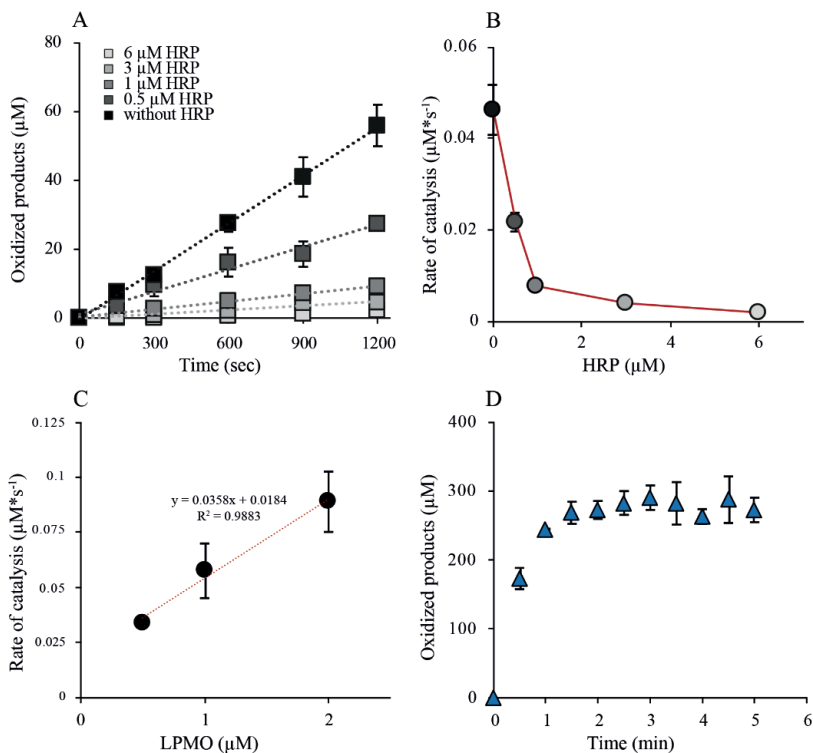 A
Oxidized products (µM)
80
60
40
20
0
6 µM HRP
3 µM HRP
1 µM HRP
0.5 µM HRP
without HRP
0 300 600 900 1200
Time (sec)
B
Rate of catalysis (µM*s-1)
0.06
0.04
0.02
0
0 2 4 6
HRP (µM)
C
Rate of catalysis (µM*s-1)
0.125
0.1
0.075
0.05
0.025
0
y = 0.0358x + 0.0184
R² = 0.9883
0 1 2
LPMO (µM)
D
Oxidized products (µM)
400
300
200
100
0
0 1 2 3 4 5 6
Time (min)